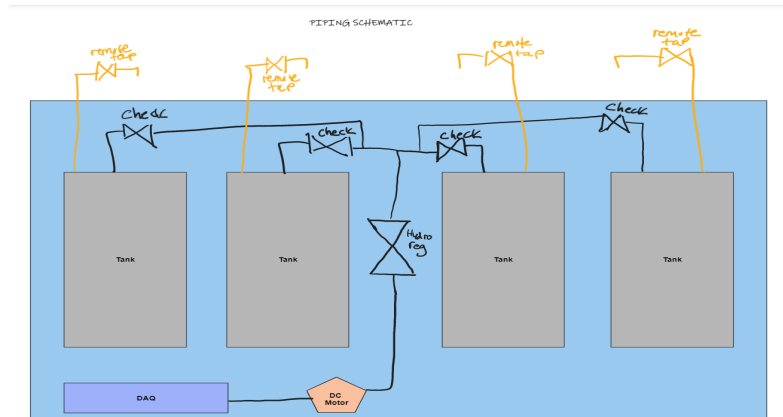 PIPING SCHEMATIC
remote
tap
remote
tap
remote
tap
remote
tap
Check
check
check
check
Hydro
reg
Tank
Tank
Tank
Tank
DAQ
DC
Motor